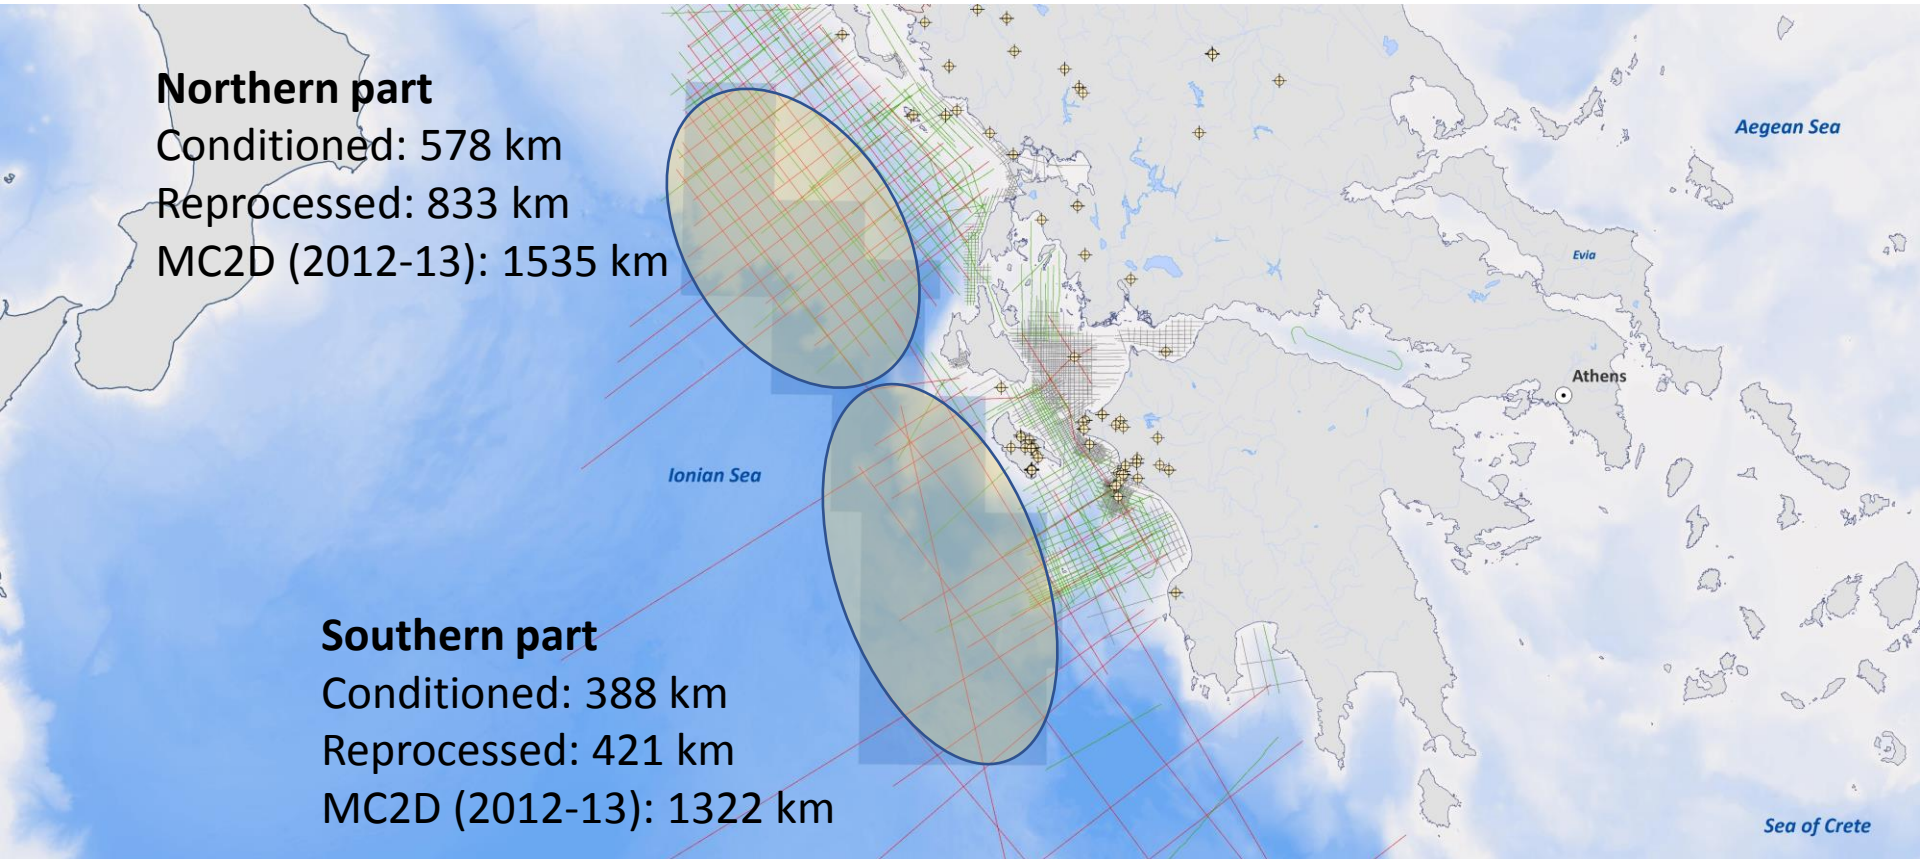 Northern part
Conditioned: 578 km
Reprocessed: 833 km
MC2D (2012-13): 1535 km
Aegean Sea
Evia
Athens
Ionian Sea
Southern part
Conditioned: 388 km
Reprocessed: 421 km
MC2D (2012-13): 1322 km
Sea of Crete